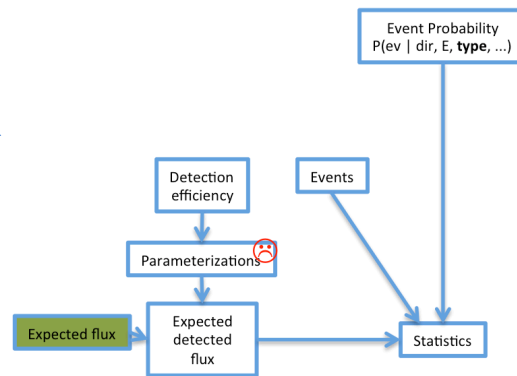 Event Probability
P(ev | dir, E, type, ...)
Detection
efficiency
Events
Parameterizations
Expected flux
Expected
detected
flux
Statistics